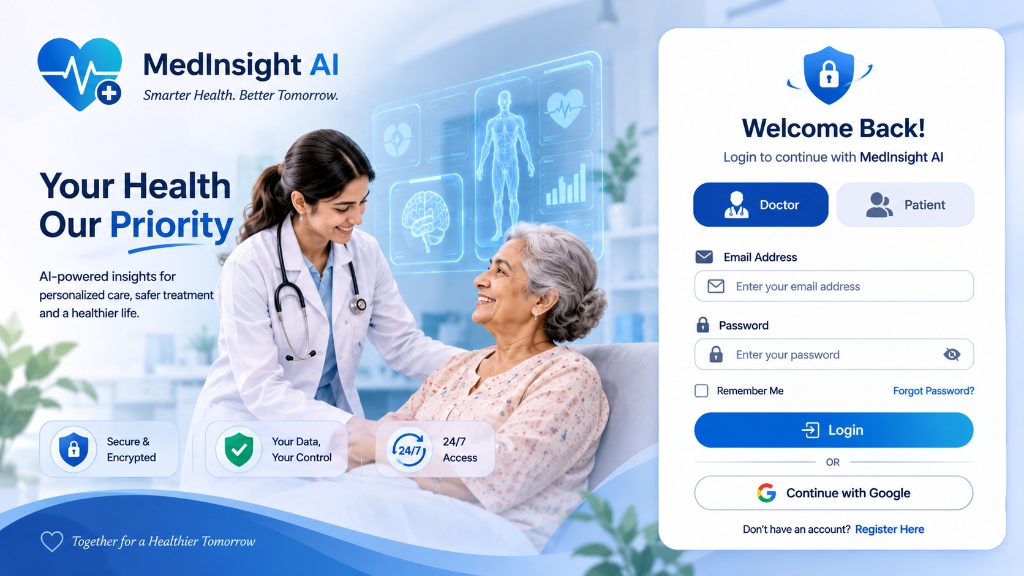 MedInsight AI
Smarter Health. Better Tomorrow.
Your Health
Our Priority
AI-powered insights for
personalized care, safer treatment
and a healthier life.
Secure &
Encrypted
Your Data,
Your Control
24/7
24/7
Access
Together for a Healthier Tomorrow
Welcome Back!
Login to continue with MedInsight AI
Doctor
Patient
Email Address
Enter your email address
Password
Enter your password
Remember Me
Forgot Password?
Login
OR
Continue with Google
Don't have an account? Register Here